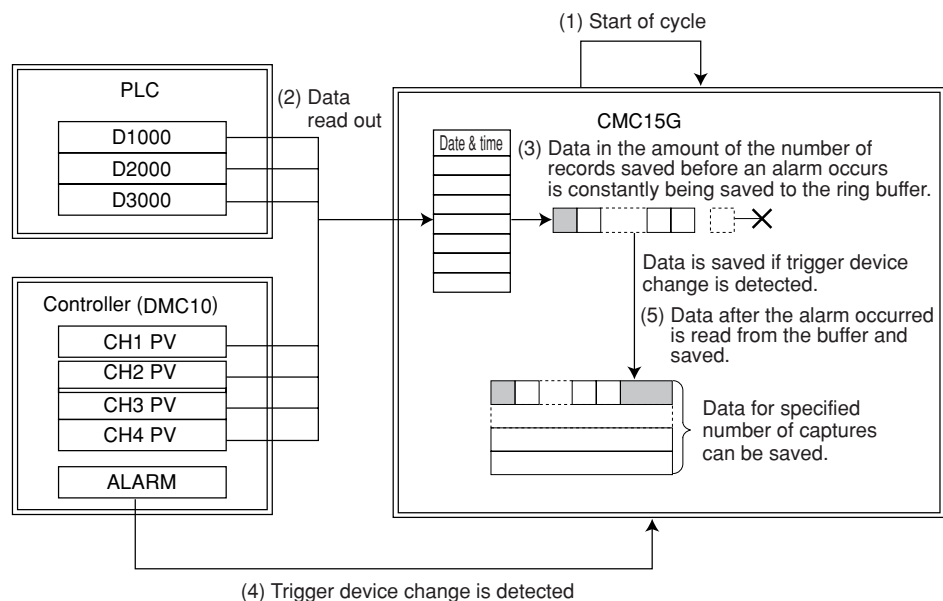 (1) Start of cycle
PLC
D1000
D2000
D3000
(2) Data
read out
CMC15G
Date & time
(3) Data in the amount of the number of
records saved before an alarm occurs
is constantly being saved to the ring buffer.
Data is saved if trigger device
change is detected.
(5) Data after the alarm occurred
is read from the buffer and
saved.
Data for specified
number of captures
can be saved.
Controller (DMC10)
CH1 PV
CH2 PV
CH3 PV
CH4 PV
ALARM
(4) Trigger device change is detected